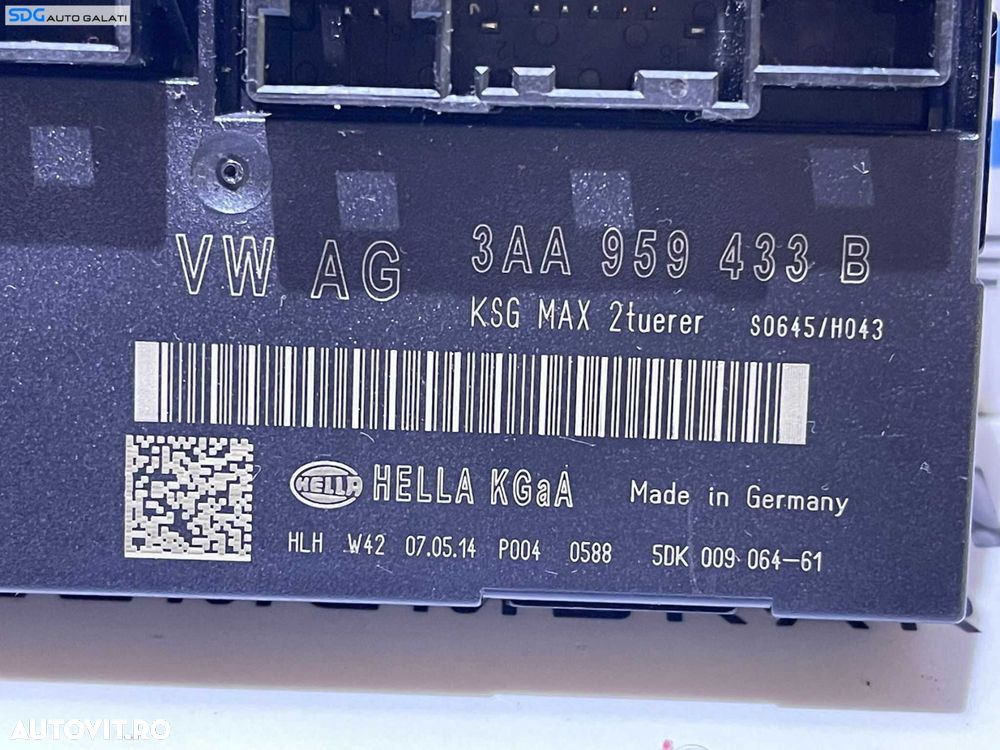 SDG AUTO GALATI
VW AG 3AA 959 433 B
KSG MAX 2tuerer S0645/H043
HELLA HELLA KGaA Made in Germany
HLH W42 07.05.14 P004 0588 5DK 009 064-61
AUTOVIT.RO